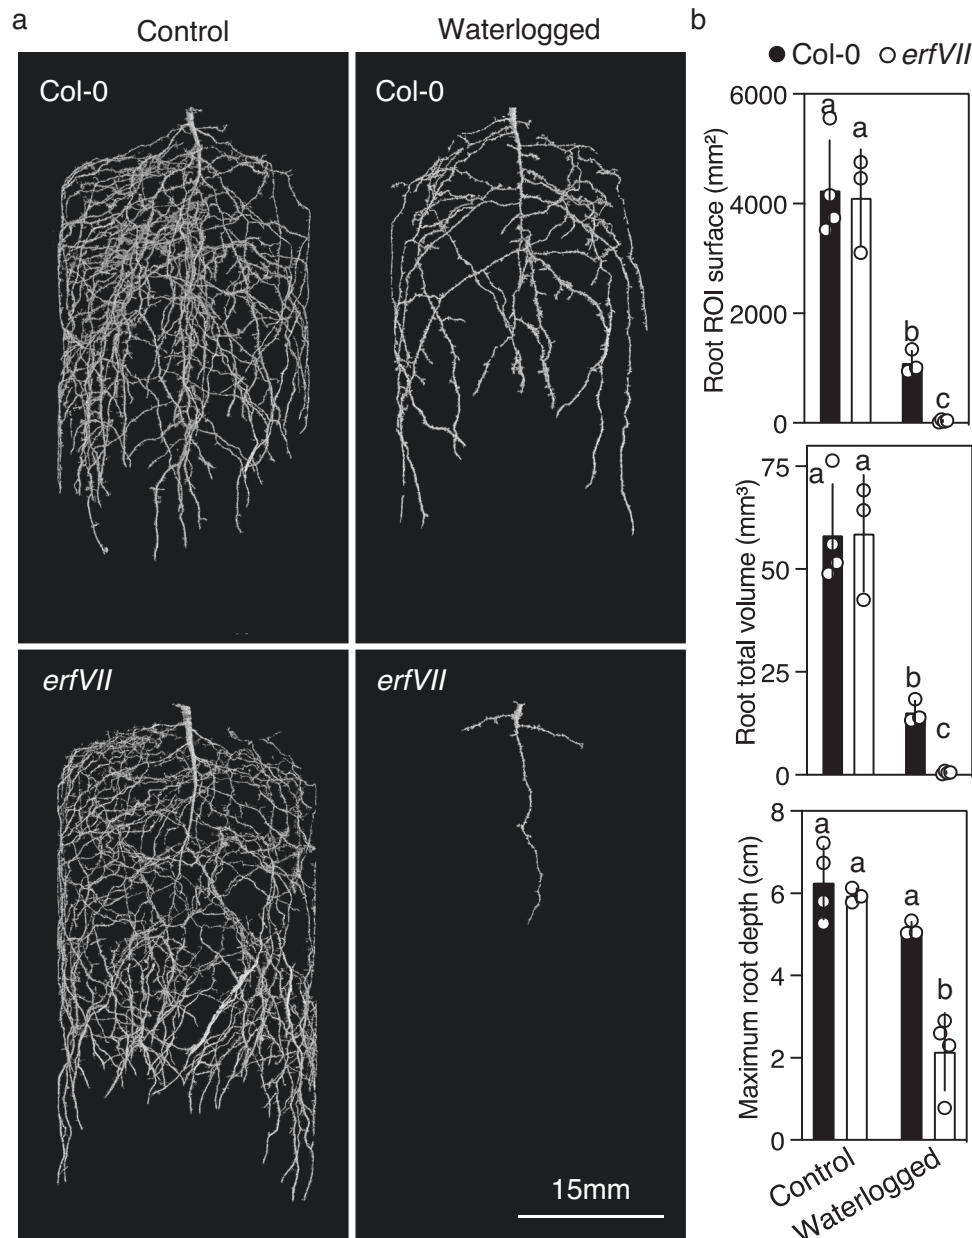 a
Control
Waterlogged
Col-0
Col-0
erfVII
erfVII
15mm
b
Col-0 erfVII
Root ROI surface (mm²)
6000
4000
2000
0
a
a
b
c
Root total volume (mm³)
75
50
25
0
a
a
b
c
Maximum root depth (cm)
8
6
4
2
0
a
a
a
b
Control
Waterlogged